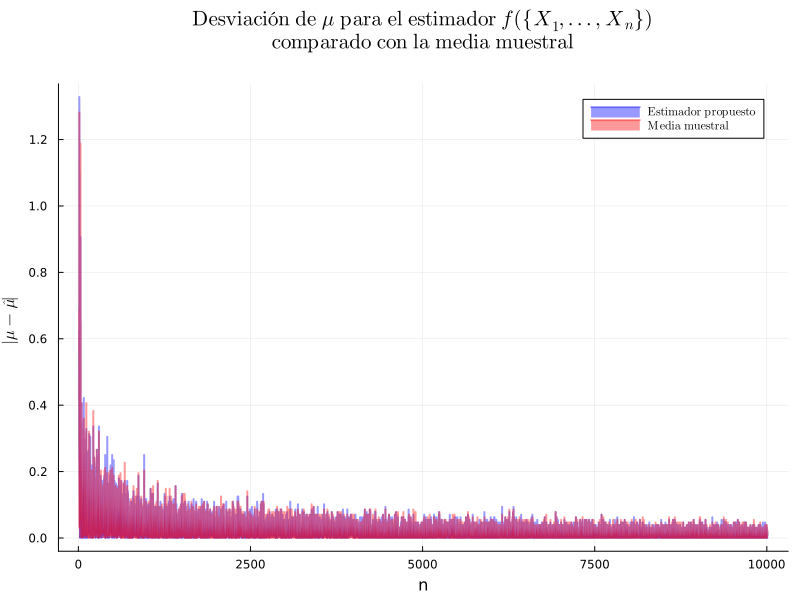 Desviación de μ para el estimador f({X₁, . . . , Xₙ})
comparado con la media muestral
Estimador propuesto
Media muestral
1.2
1.0
0.8
0.6
0.4
0.2
0.0
|μ − μ̂|
0 2500 5000 7500 10000
n